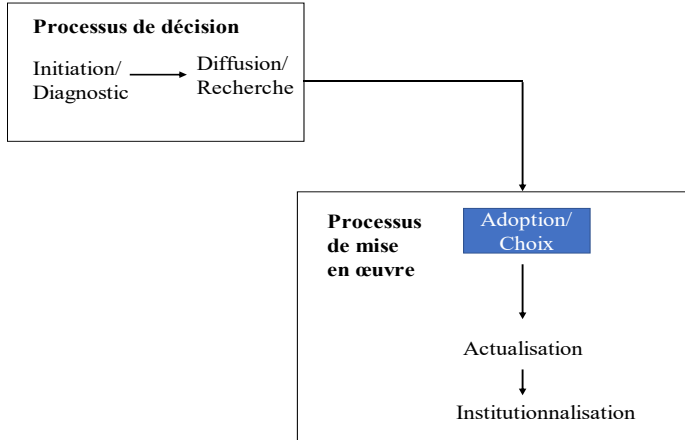 Processus de décision
Initiation/
Diagnostic
Diffusion/
Recherche
Processus
de mise
en œuvre
Adoption/
Choix
Actualisation
Institutionnalisation